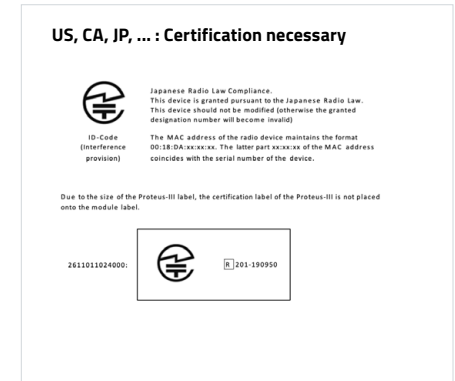 US, CA, JP, ... : Certification necessary
Japanese Radio Law Compliance.
This device is granted pursuant to the Japanese Radio Law.
This device should not be modified (otherwise the granted
designation number will become invalid)
ID-Code
(Interference
provision)
The MAC address of the radio device maintains the format
00:18:DA:xx:xx:xx. The latter part xx:xx:xx of the MAC address
coincides with the serial number of the device.
Due to the size of the Proteus-III label, the certification label of the Proteus-III is not placed
onto the module label.
2611011024000:
R 201-190950